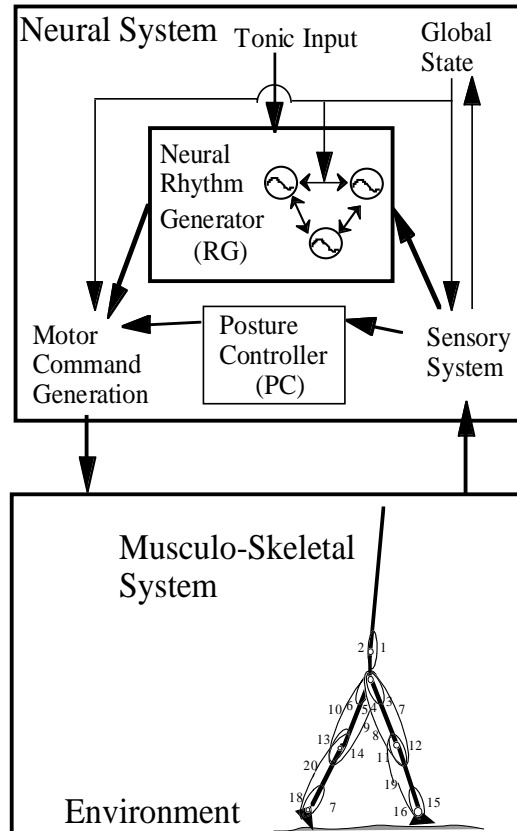 Neural System
Tonic Input
Global
State
Neural
Rhythm
Generator
(RG)
Motor
Command
Generation
Posture
Controller
(PC)
Sensory
System
Musculo-Skeletal
System
2 1
10 6 5 4 3 7
9 8
13 14 11 12
20 19
18 7 16 15
Environment